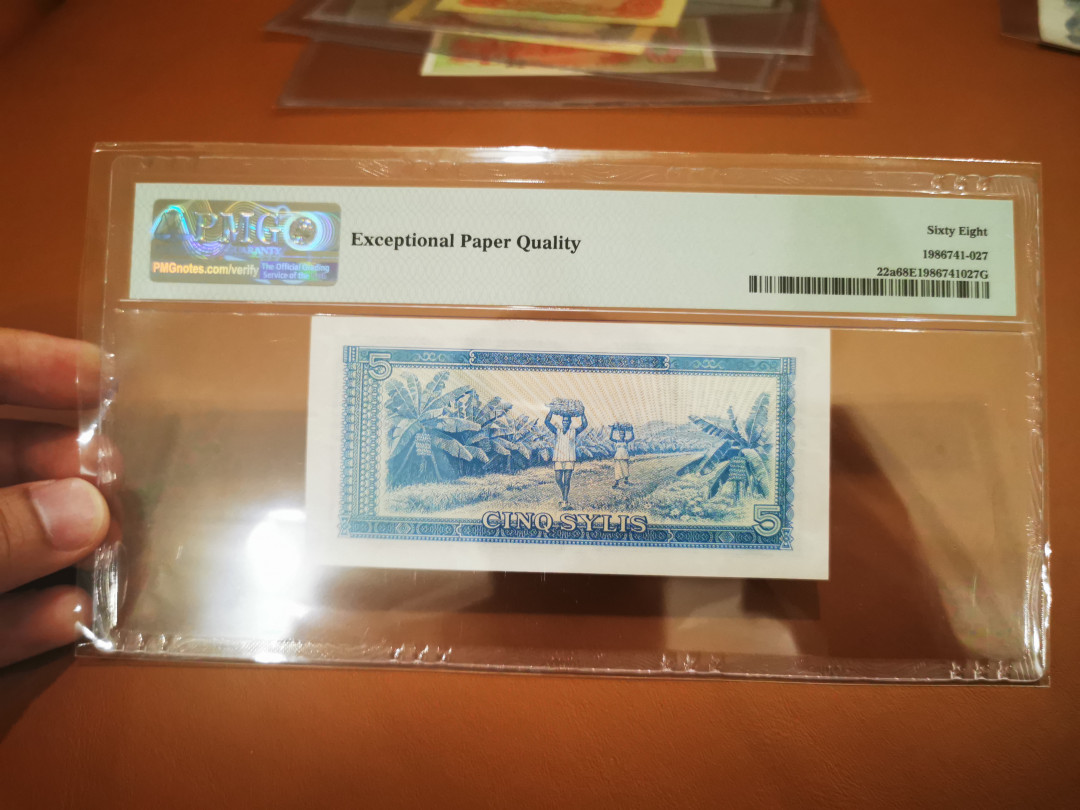 PMG
GUARANTY
PMGnotes.com/verify
The Official Grading
Service of the
Exceptional Paper Quality
Sixty Eight
1986741-027
22a68E1986741027G
5
CINQ SYLIS
5